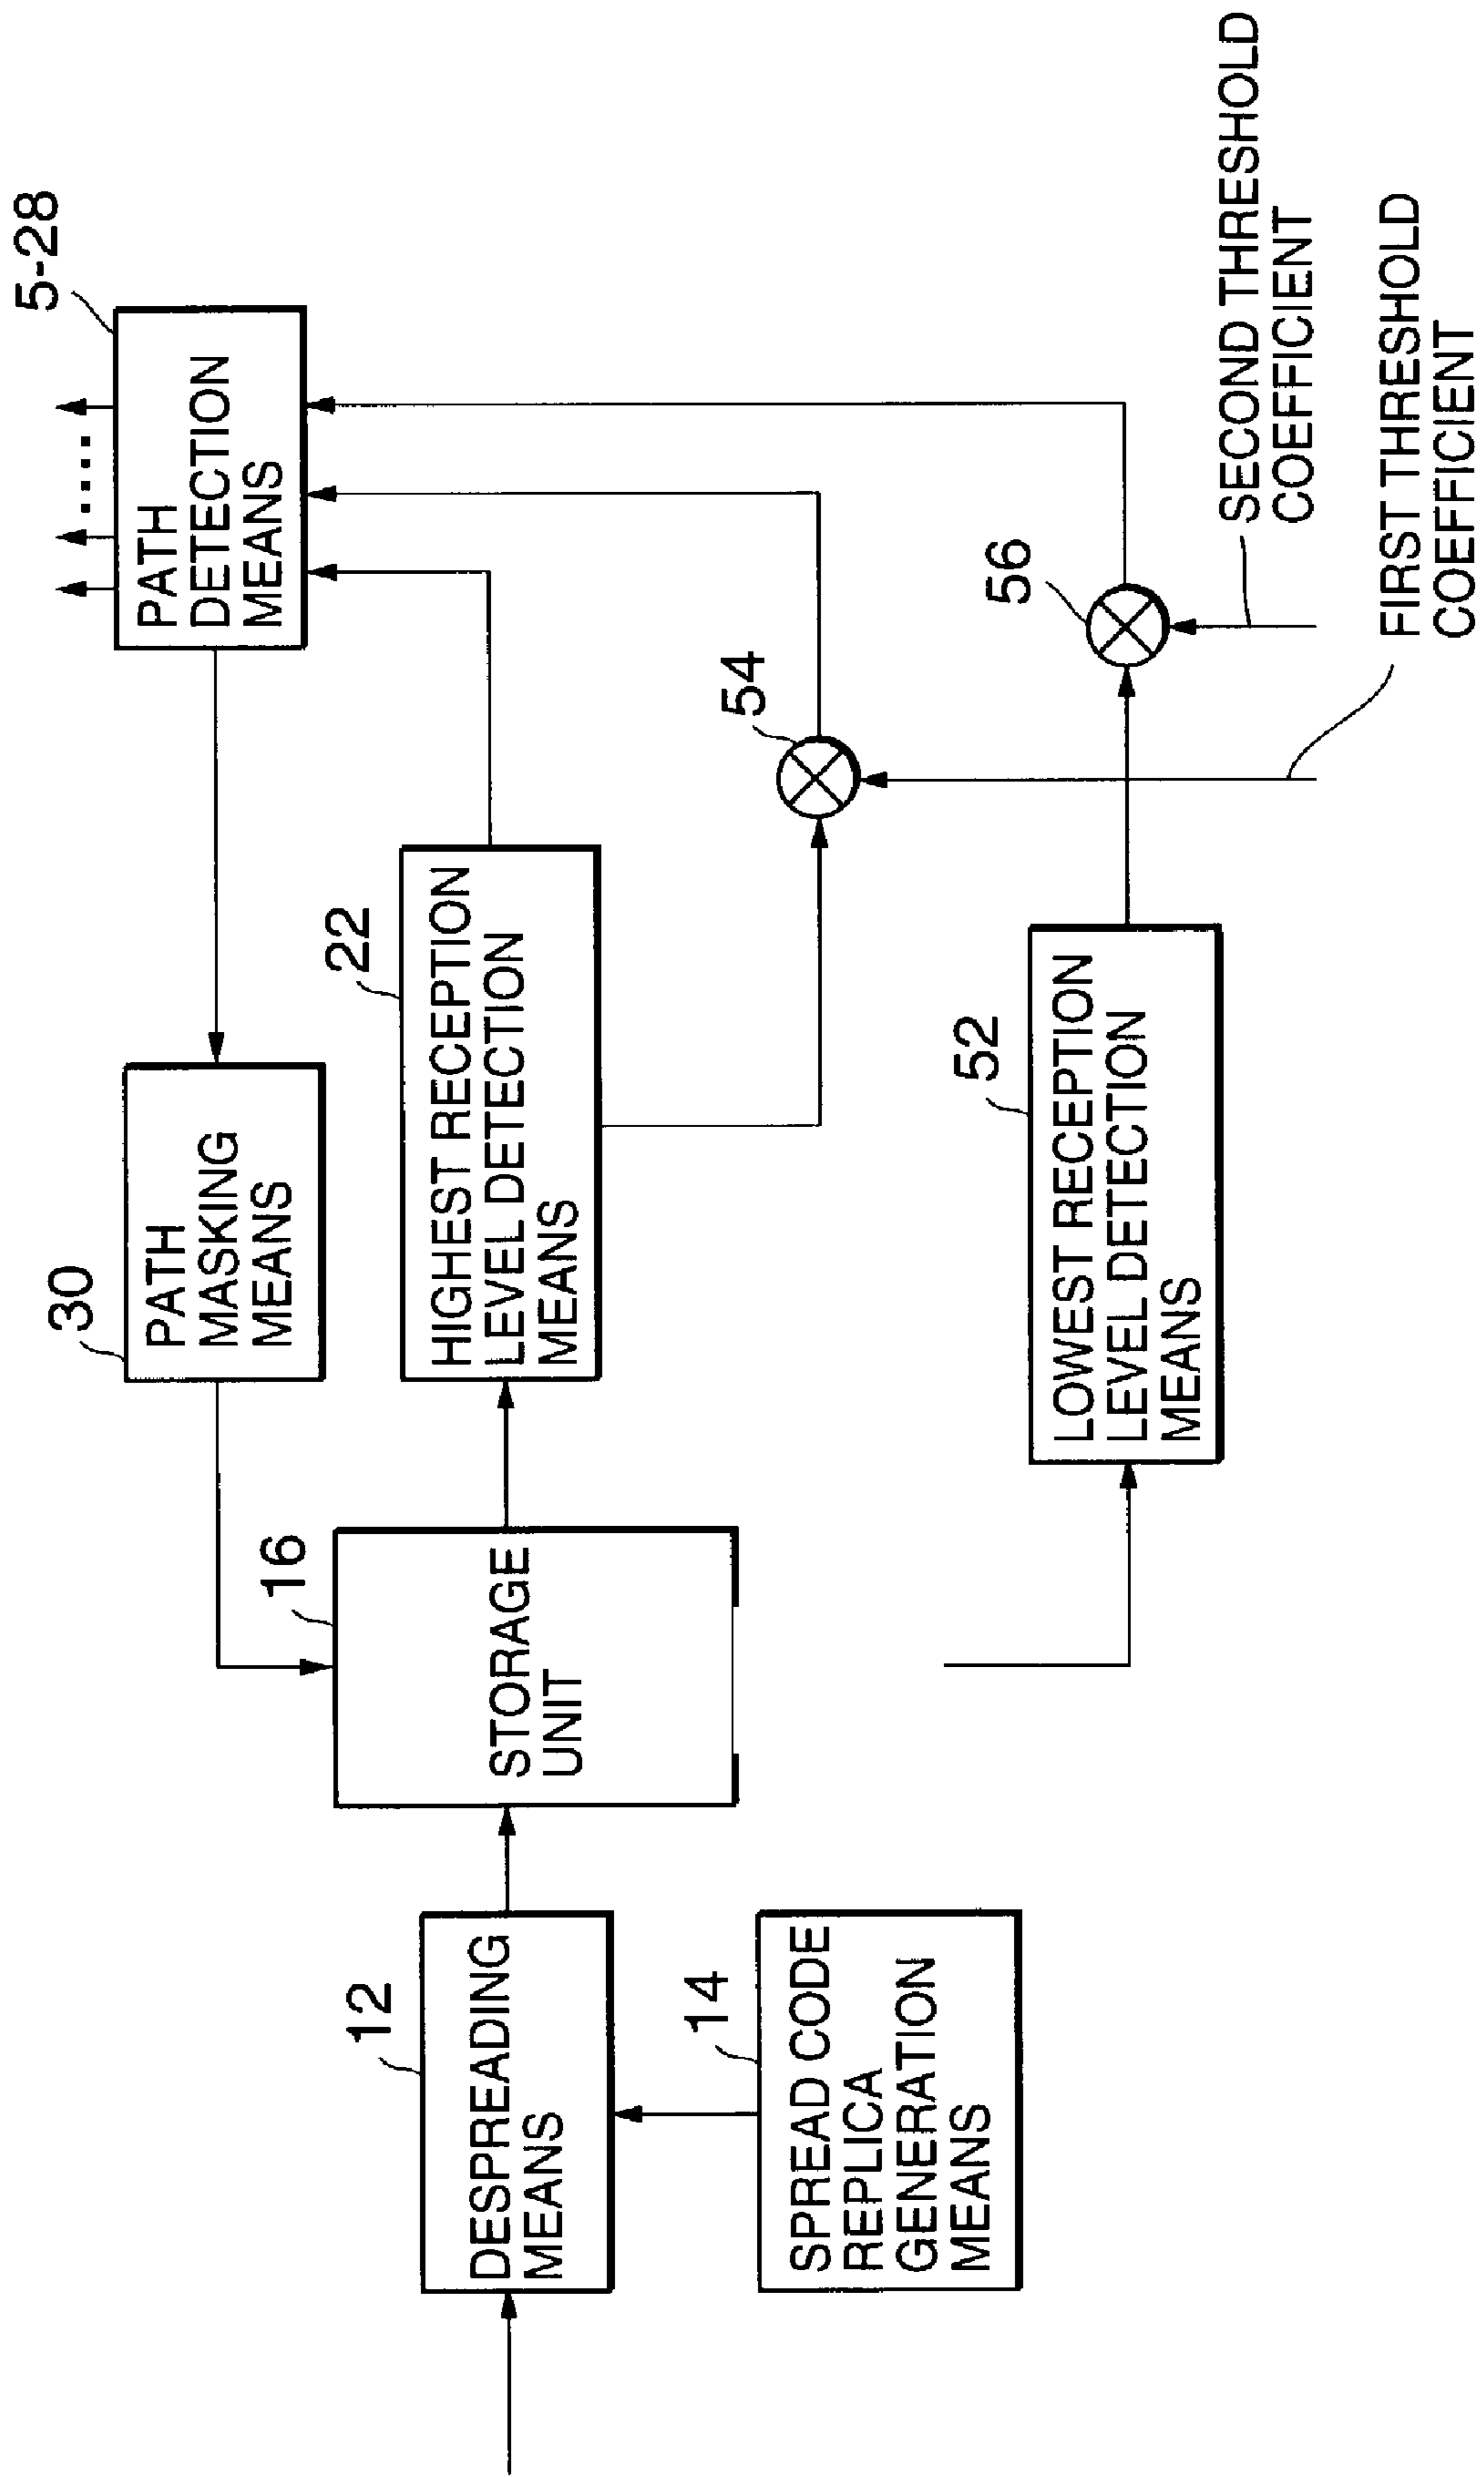 12
DESPREADING
MEANS
14
SPREAD CODE
REPLICA
GENERATION
MEANS
16
STORAGE
UNIT
30
PATH
MASKING
MEANS
22
HIGHEST RECEPTION
LEVEL DETECTION
MEANS
52
LOWEST RECEPTION
LEVEL DETECTION
MEANS
54
56
5-28
PATH
DETECTION
MEANS
SECOND THRESHOLD
COEFFICIENT
FIRST THRESHOLD
COEFFICIENT